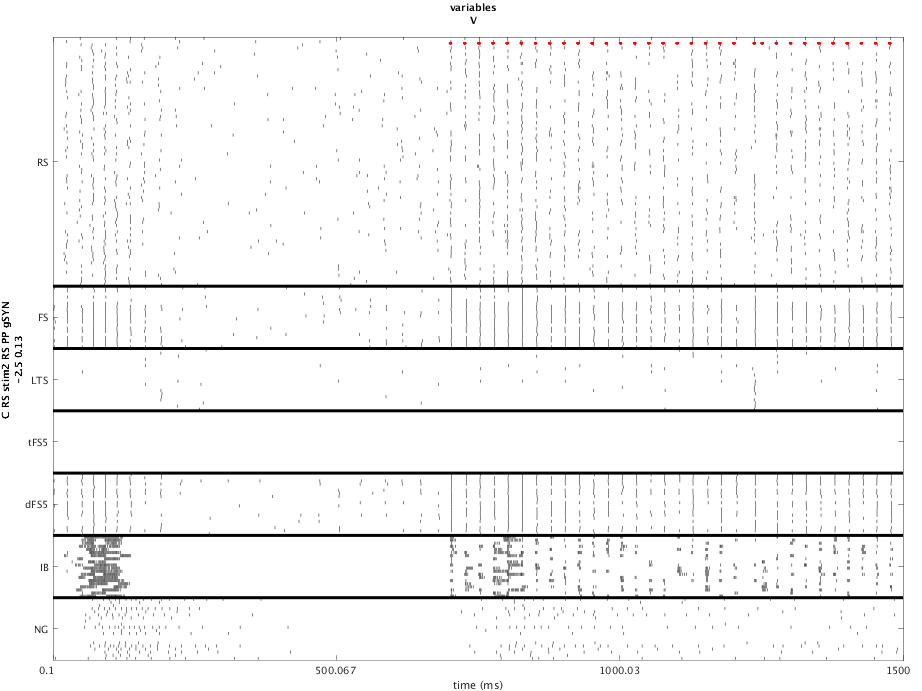 variables
V
RS
FS
LTS
tFS5
dFS5
IB
NG
C RS stim2 RS PP gSYN
-2.5 0.13
0.1
500.067
1000.03
1500
time (ms)